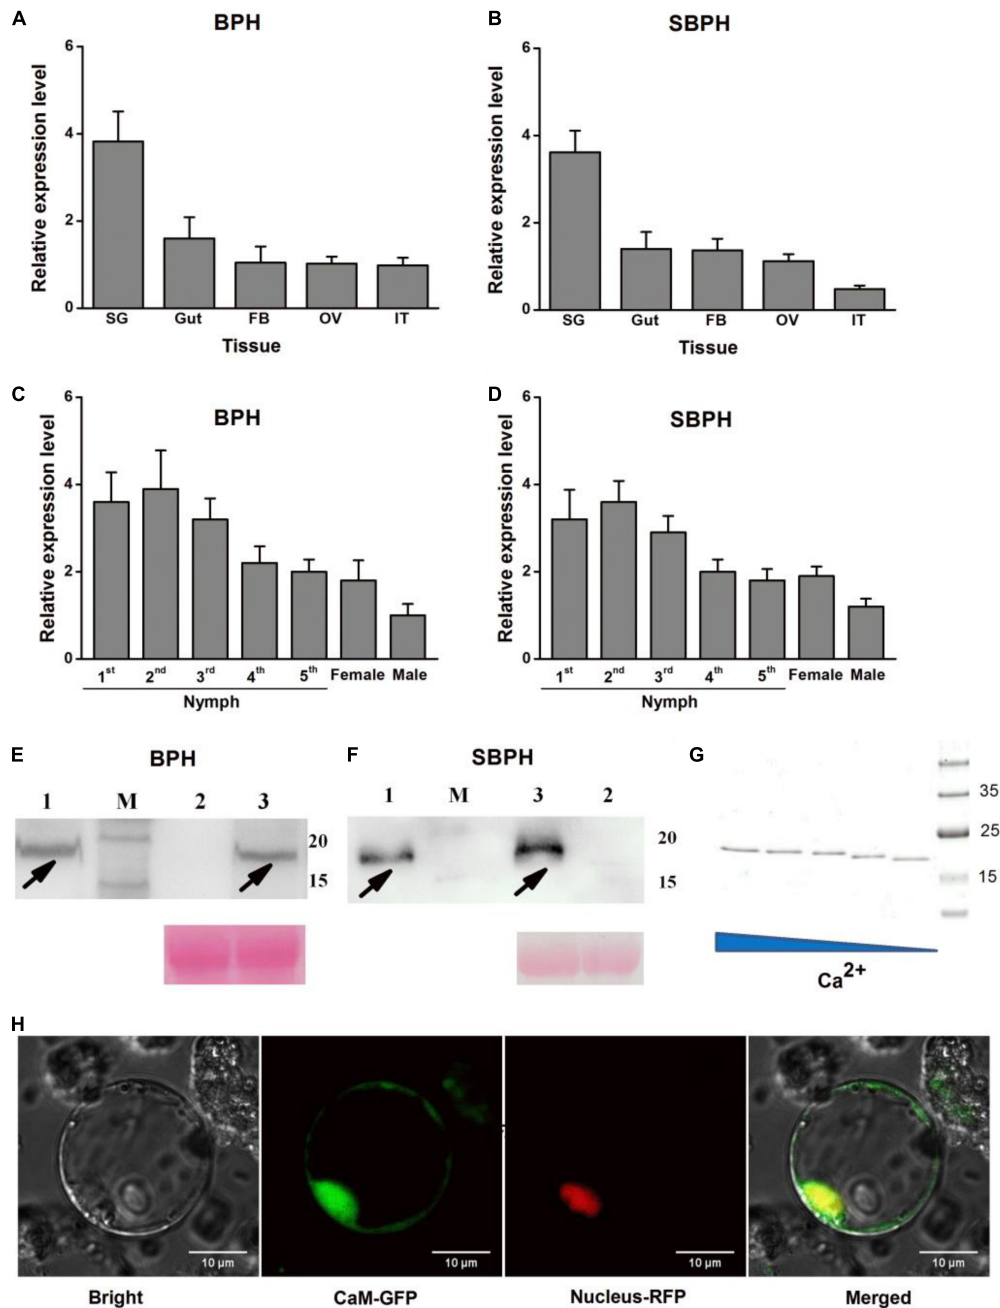 A
BPH
B
SBPH
Relative expression level
6
4
2
0
SG Gut FB OV IT
Tissue
Relative expression level
6
4
2
0
SG Gut FB OV IT
Tissue
C
BPH
D
SBPH
Relative expression level
6
4
2
0
1st 2nd 3rd 4th 5th Female Male
Nymph
Relative expression level
6
4
2
0
1st 2nd 3rd 4th 5th Female Male
Nymph
E
BPH
1 M 2 3
20
15
F
SBPH
1 M 3 2
20
15
G
35
25
15
Ca2+
H
10 µm
10 µm
10 µm
10 µm
Bright
CaM-GFP
Nucleus-RFP
Merged